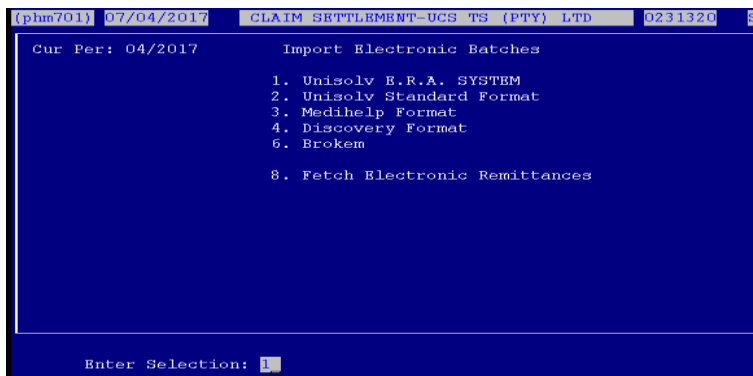 (phm701) 07/04/2017 CLAIM SETTLEMENT-UCS TS (PTY) LTD 0231320
Cur Per: 04/2017 Import Electronic Batches
1. Unisolv E.R.A. SYSTEM
2. Unisolv Standard Format
3. Medihelp Format
4. Discovery Format
6. Brokem
8. Fetch Electronic Remittances
Enter Selection: 1